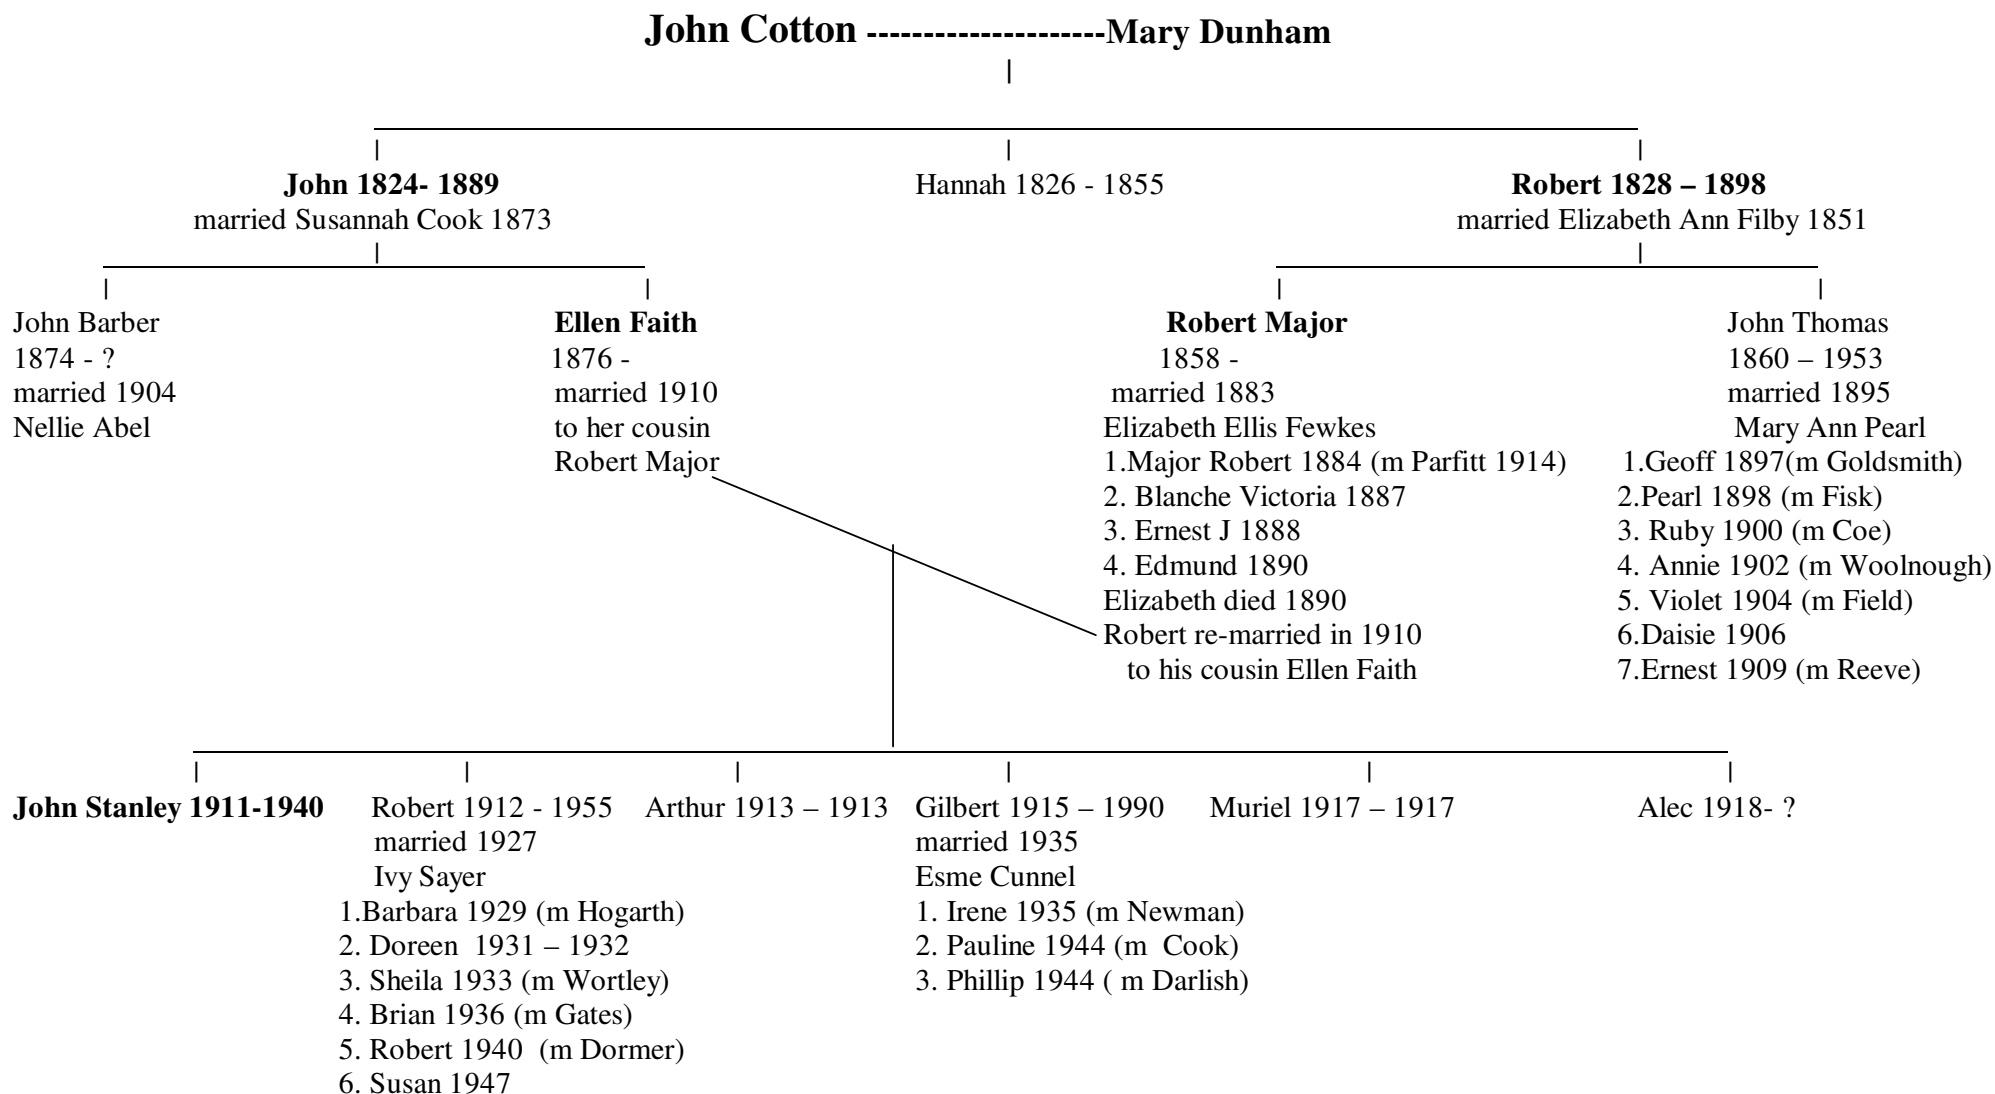 John Cotton ---------------------Mary Dunham
John 1824- 1889
married Susannah Cook 1873
Hannah 1826 - 1855
Robert 1828 – 1898
married Elizabeth Ann Filby 1851
John Barber
1874 - ?
married 1904
Nellie Abel
Ellen Faith
1876 -
married 1910
to her cousin
Robert Major
Robert Major
1858 -
married 1883
Elizabeth Ellis Fewkes
1.Major Robert 1884 (m Parfitt 1914)
2. Blanche Victoria 1887
3. Ernest J 1888
4. Edmund 1890
Elizabeth died 1890
Robert re-married in 1910
to his cousin Ellen Faith
John Thomas
1860 – 1953
married 1895
Mary Ann Pearl
1.Geoff 1897(m Goldsmith)
2.Pearl 1898 (m Fisk)
3. Ruby 1900 (m Coe)
4. Annie 1902 (m Woolnough)
5. Violet 1904 (m Field)
6.Daisie 1906
7.Ernest 1909 (m Reeve)
John Stanley 1911-1940
Robert 1912 - 1955
married 1927
Ivy Sayer
1.Barbara 1929 (m Hogarth)
2. Doreen  1931 – 1932
3. Sheila 1933 (m Wortley)
4. Brian 1936 (m Gates)
5. Robert 1940  (m Dormer)
6. Susan 1947
Arthur 1913 – 1913
Gilbert 1915 – 1990
married 1935
Esme Cunnel
1. Irene 1935 (m Newman)
2. Pauline 1944 (m  Cook)
3. Phillip 1944 ( m Darlish)
Muriel 1917 – 1917
Alec 1918- ?